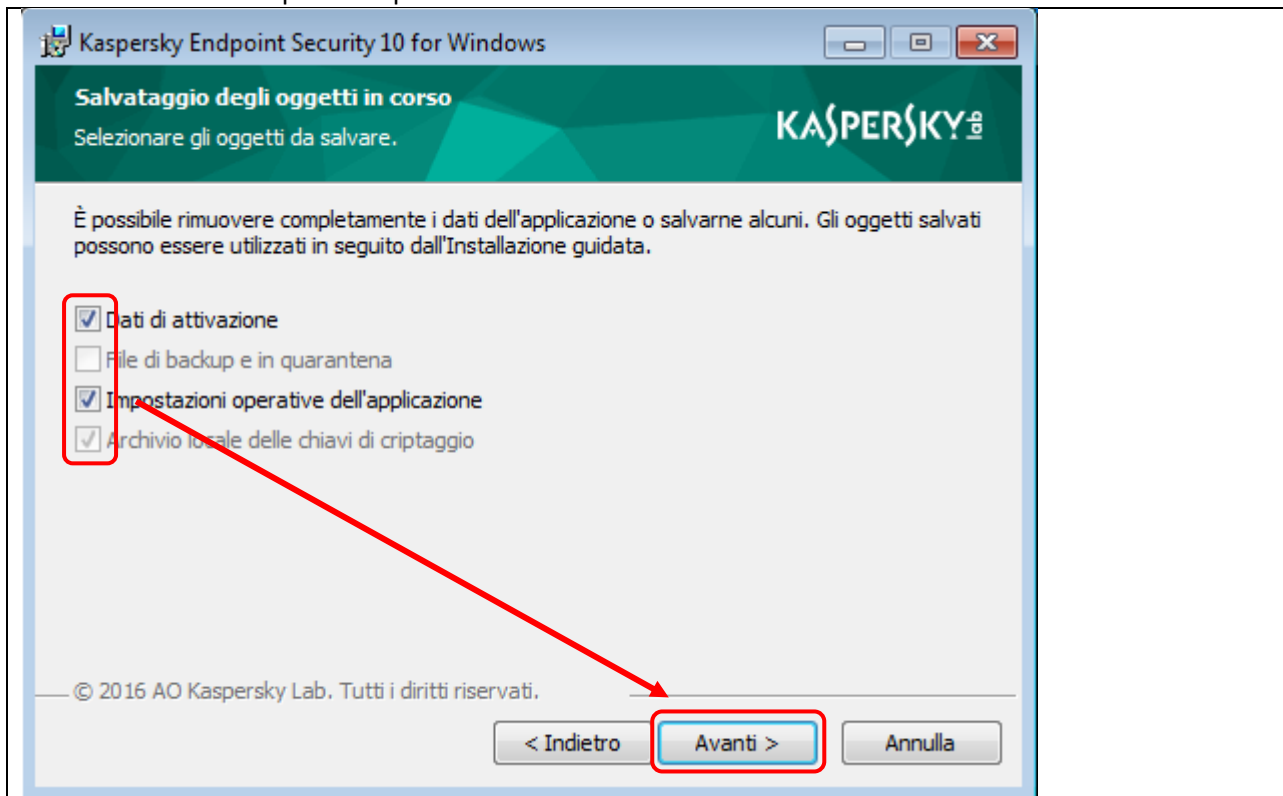 Kaspersky Endpoint Security 10 for Windows
Salvataggio degli oggetti in corso
Selezionare gli oggetti da salvare.
KASPERSKY lab
È possibile rimuovere completamente i dati dell'applicazione o salvarne alcuni. Gli oggetti salvati
possono essere utilizzati in seguito dall'Installazione guidata.
Dati di attivazione
File di backup e in quarantena
Impostazioni operative dell'applicazione
Archivio locale delle chiavi di criptaggio
© 2016 AO Kaspersky Lab. Tutti i diritti riservati.
< Indietro
Avanti >
Annulla